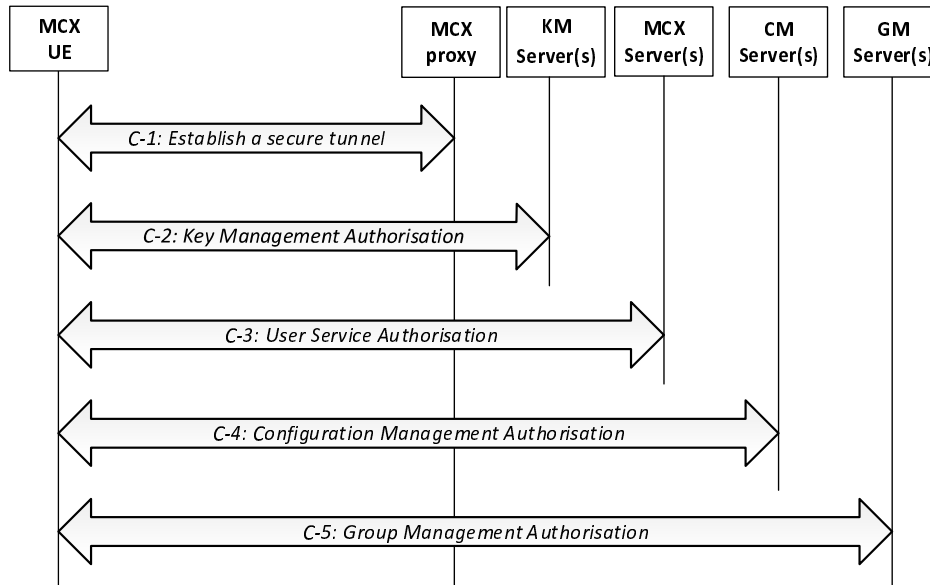 MCX
UE
MCX
proxy
KM
Server(s)
MCX
Server(s)
CM
Server(s)
GM
Server(s)
C-1: Establish a secure tunnel
C-2: Key Management Authorisation
C-3: User Service Authorisation
C-4: Configuration Management Authorisation
C-5: Group Management Authorisation